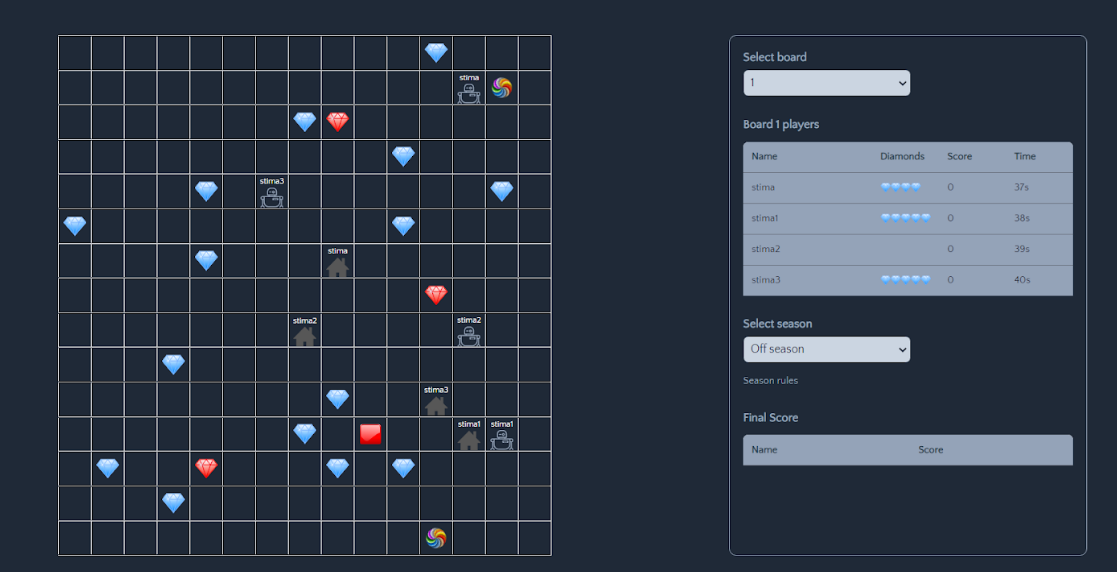 stima
stima3
stima
stima2
stima2
stima3
stima1
stima1
Select board
1
Board 1 players
Name Diamonds Score Time
stima 0 37s
stima1 0 38s
stima2 0 39s
stima3 0 40s
Select season
Off season
Season rules
Final Score
Name Score